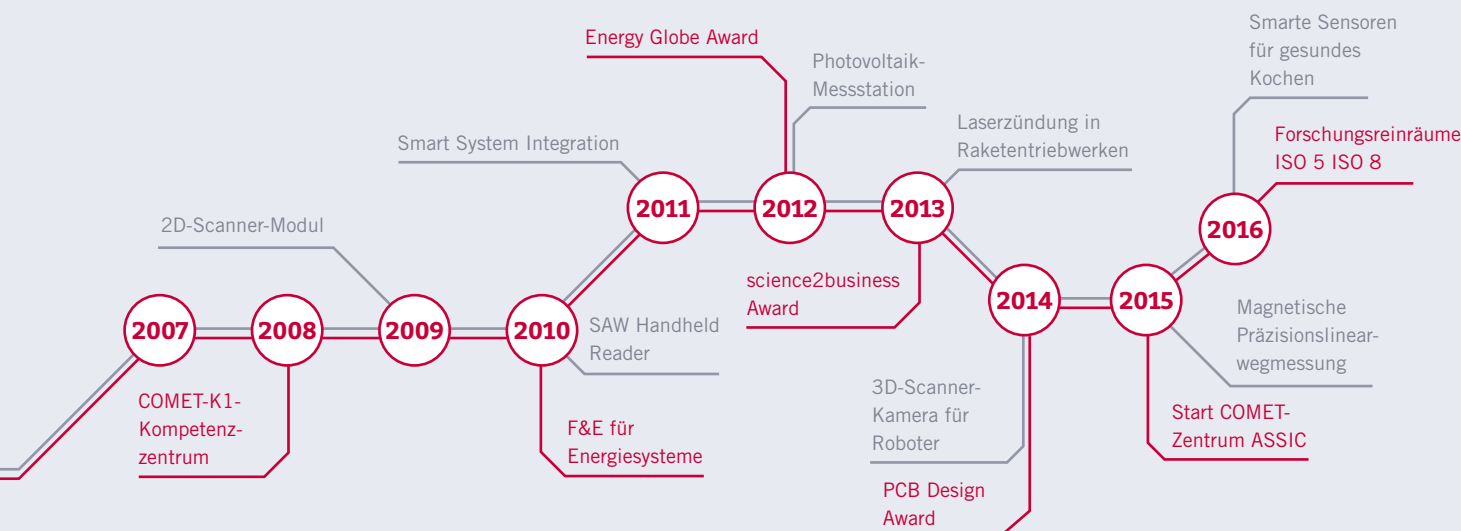 Smarte Sensoren
für gesundes
Kochen
Energy Globe Award
Photovoltaik-
Messstation
Laserzündung in
Raketentriebwerken
Forschungsreinräume
ISO 5 ISO 8
Smart System Integration
2011
2012
2013
2016
2D-Scanner-Modul
science2business
Award
2014
2015
2007
2008
2009
2010
SAW Handheld
Reader
Magnetische
Präzisionslinear-
wegmessung
COMET-K1-
Kompetenz-
zentrum
F&E für
Energiesysteme
3D-Scanner-
Kamera für
Roboter
Start COMET-
Zentrum ASSIC
PCB Design
Award